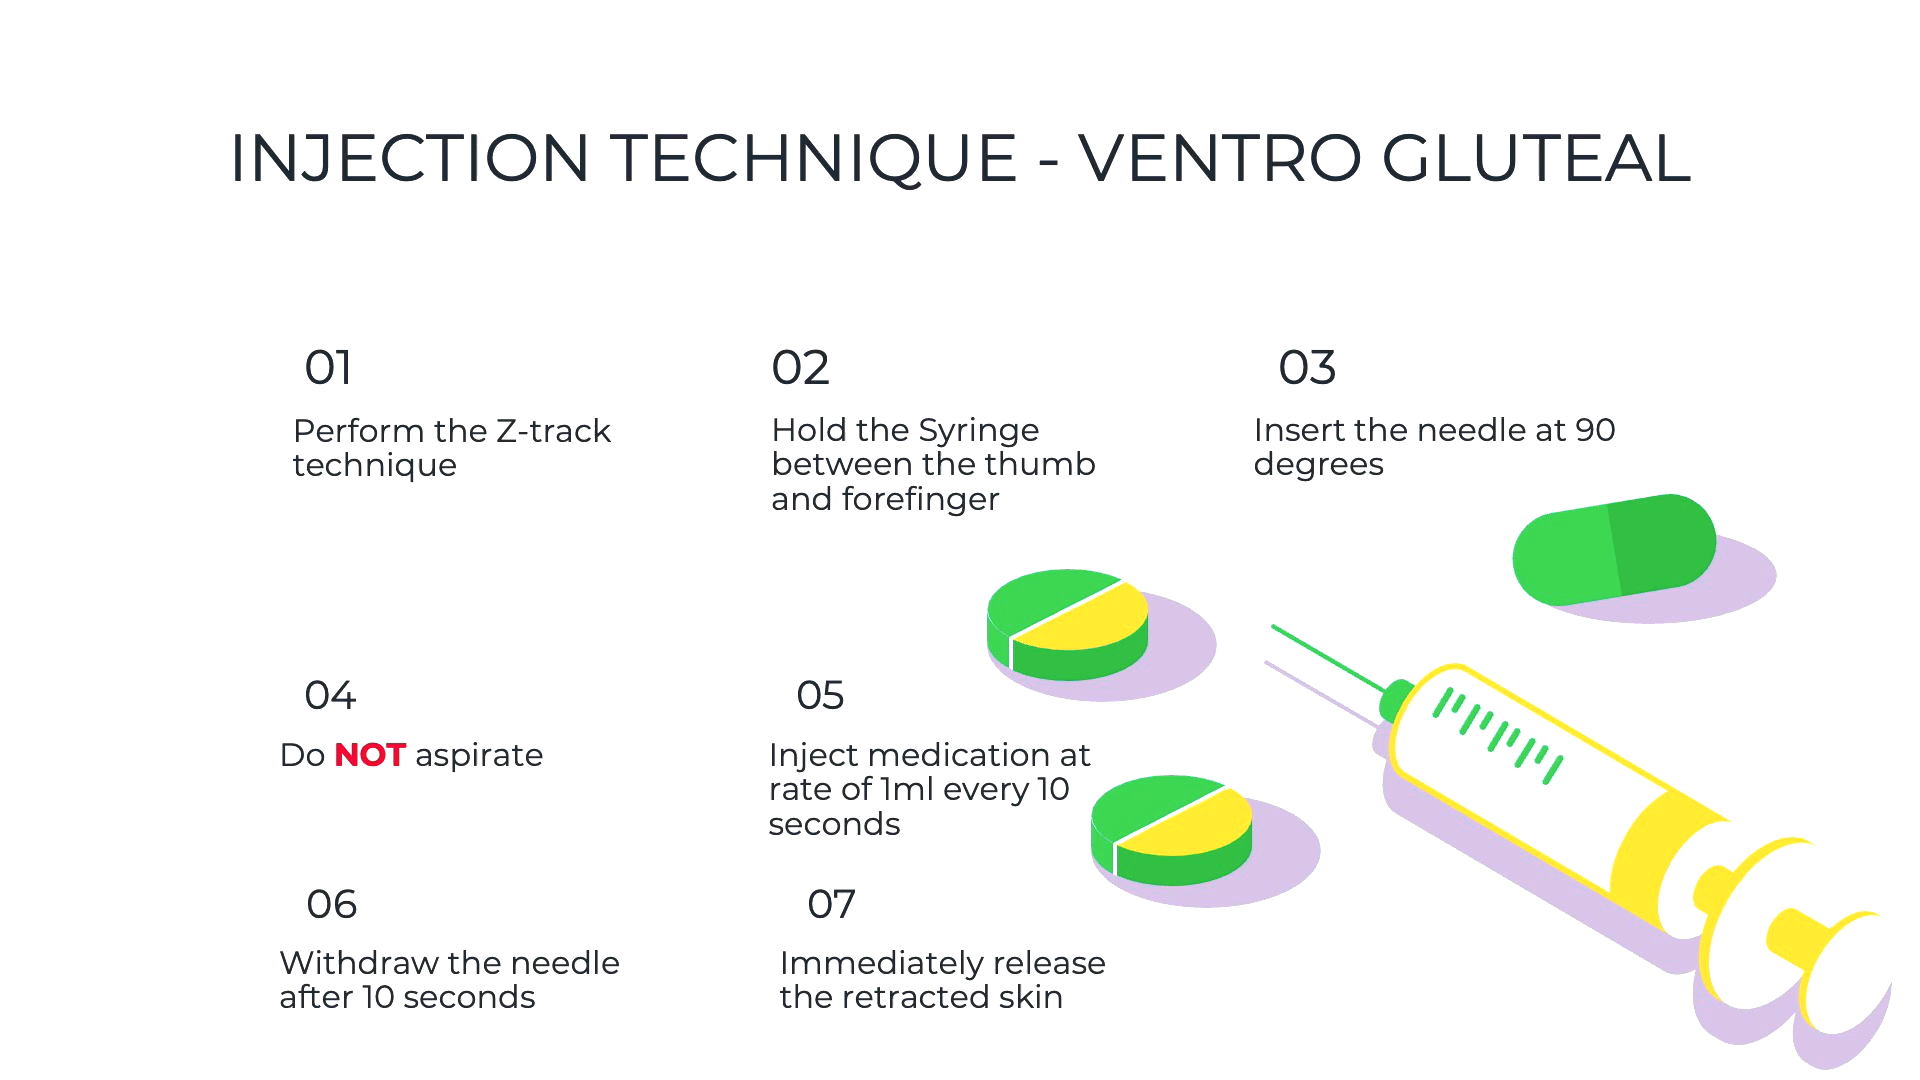 INJECTION TECHNIQUE - VENTRO GLUTEAL
01
Perform the Z-track
technique
02
Hold the Syringe
between the thumb
and forefinger
03
Insert the needle at 90
degrees
04
Do NOT aspirate
05
Inject medication at
rate of 1ml every 10
seconds
06
Withdraw the needle
after 10 seconds
07
Immediately release
the retracted skin